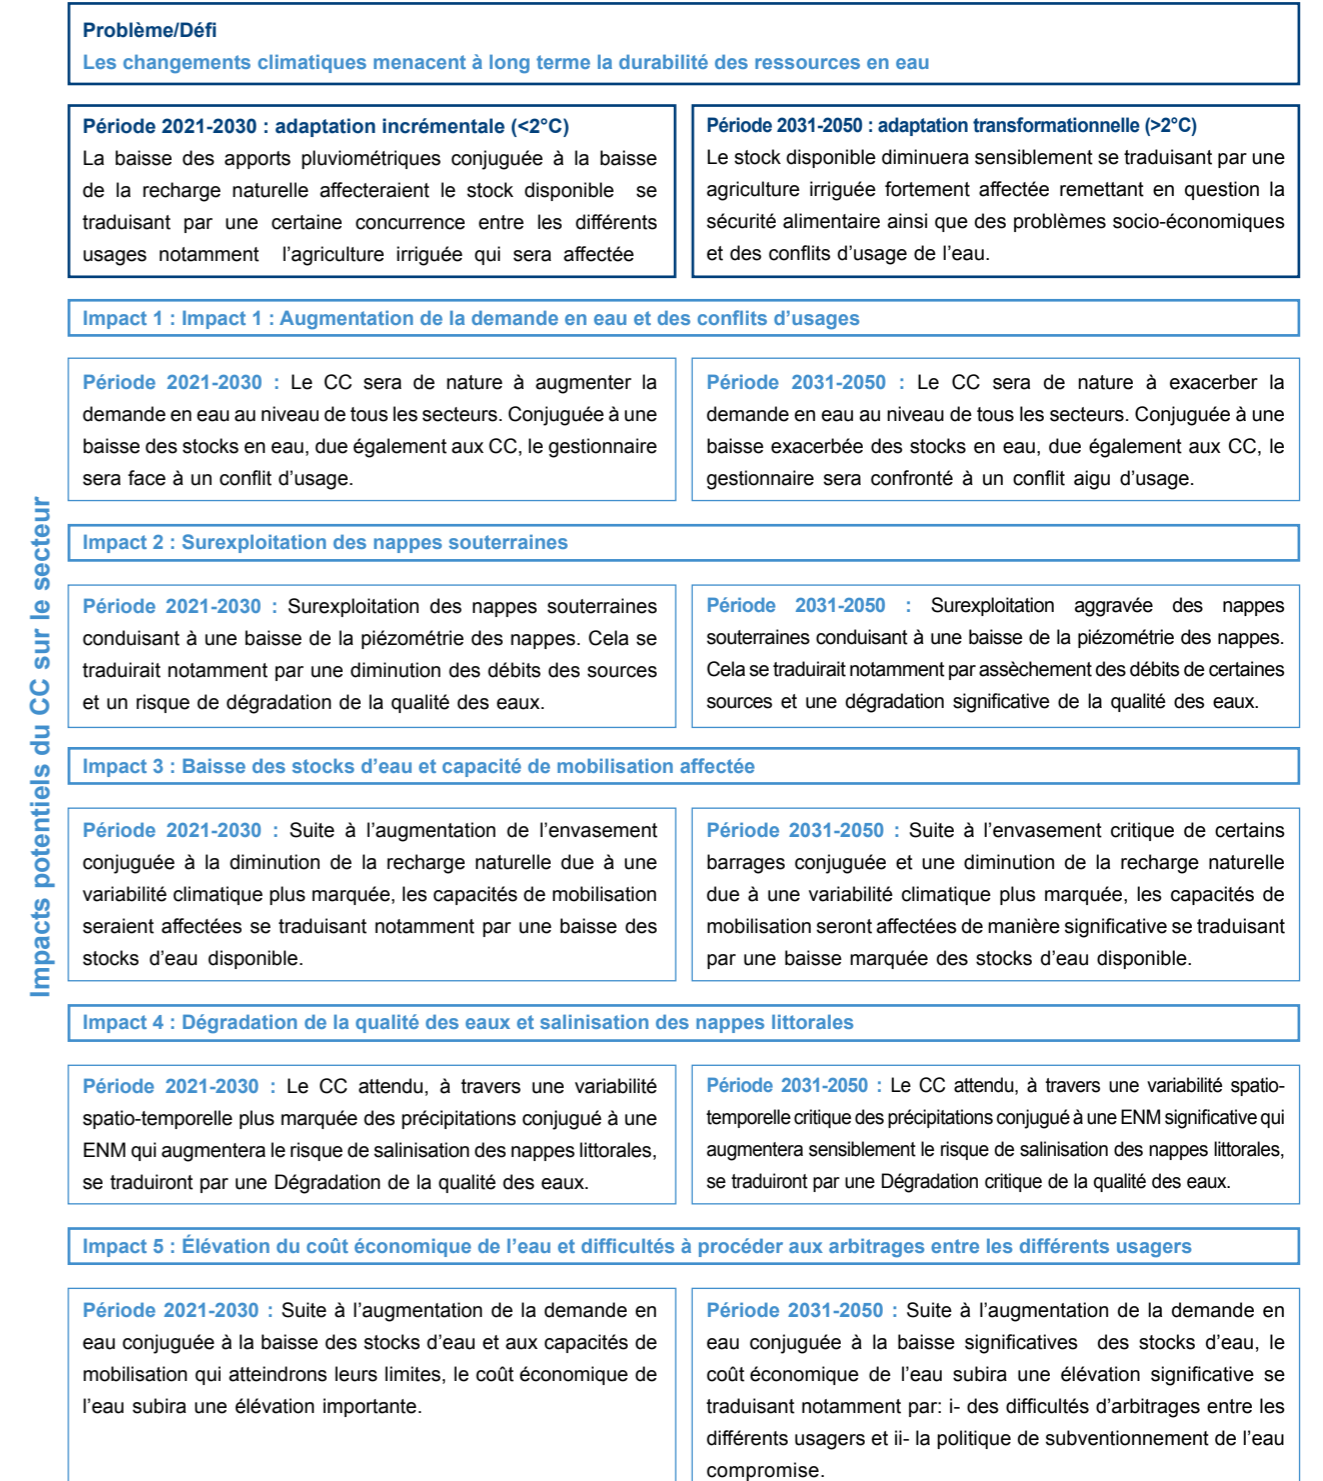 Problème/Défi
Les changements climatiques menacent à long terme la durabilité des ressources en eau
Période 2021-2030 : adaptation incrémentale (<2°C)
La baisse des apports pluviométriques conjuguée à la baisse
de la recharge naturelle affecteraient le stock disponible se
traduisant par une certaine concurrence entre les différents
usages notamment l'agriculture irriguée qui sera affectée
Période 2031-2050 : adaptation transformationnelle (>2°C)
Le stock disponible diminuera sensiblement se traduisant par une
agriculture irriguée fortement affectée remettant en question la
sécurité alimentaire ainsi que des problèmes socio-économiques
et des conflits d'usage de l'eau.
Impacts potentiels du CC sur le secteur
Impact 1 : Impact 1 : Augmentation de la demande en eau et des conflits d'usages
Période 2021-2030 : Le CC sera de nature à augmenter la
demande en eau au niveau de tous les secteurs. Conjuguée à une
baisse des stocks en eau, due également aux CC, le gestionnaire
sera face à un conflit d'usage.
Période 2031-2050 : Le CC sera de nature à exacerber la
demande en eau au niveau de tous les secteurs. Conjuguée à une
baisse exacerbée des stocks en eau, due également aux CC, le
gestionnaire sera confronté à un conflit aigu d'usage.
Impact 2 : Surexploitation des nappes souterraines
Période 2021-2030 : Surexploitation des nappes souterraines
conduisant à une baisse de la piézométrie des nappes. Cela se
traduirait notamment par une diminution des débits des sources
et un risque de dégradation de la qualité des eaux.
Période 2031-2050 : Surexploitation aggravée des nappes
souterraines conduisant à une baisse de la piézométrie des nappes.
Cela se traduirait notamment par assèchement des débits de certaines
sources et une dégradation significative de la qualité des eaux.
Impact 3 : Baisse des stocks d'eau et capacité de mobilisation affectée
Période 2021-2030 : Suite à l'augmentation de l'envasement
conjuguée à la diminution de la recharge naturelle due à une
variabilité climatique plus marquée, les capacités de mobilisation
seraient affectées se traduisant notamment par une baisse des
stocks d'eau disponible.
Période 2031-2050 : Suite à l'envasement critique de certains
barrages conjuguée et une diminution de la recharge naturelle
due à une variabilité climatique plus marquée, les capacités de
mobilisation seront affectées de manière significative se traduisant
par une baisse marquée des stocks d'eau disponible.
Impact 4 : Dégradation de la qualité des eaux et salinisation des nappes littorales
Période 2021-2030 : Le CC attendu, à travers une variabilité
spatio-temporelle plus marquée des précipitations conjugué à une
ENM qui augmentera le risque de salinisation des nappes littorales,
se traduiront par une Dégradation de la qualité des eaux.
Période 2031-2050 : Le CC attendu, à travers une variabilité spatio-
temporelle critique des précipitations conjugué à une ENM significative qui
augmentera sensiblement le risque de salinisation des nappes littorales,
se traduiront par une Dégradation critique de la qualité des eaux.
Impact 5 : Élévation du coût économique de l'eau et difficultés à procéder aux arbitrages entre les différents usagers
Période 2021-2030 : Suite à l'augmentation de la demande en
eau conjuguée à la baisse des stocks d'eau et aux capacités de
mobilisation qui atteindrons leurs limites, le coût économique de
l'eau subira une élévation importante.
Période 2031-2050 : Suite à l'augmentation de la demande en
eau conjuguée à la baisse significatives des stocks d'eau, le
coût économique de l'eau subira une élévation significative se
traduisant notamment par: i- des difficultés d'arbitrages entre les
différents usagers et ii- la politique de subventionnement de l'eau
compromise.